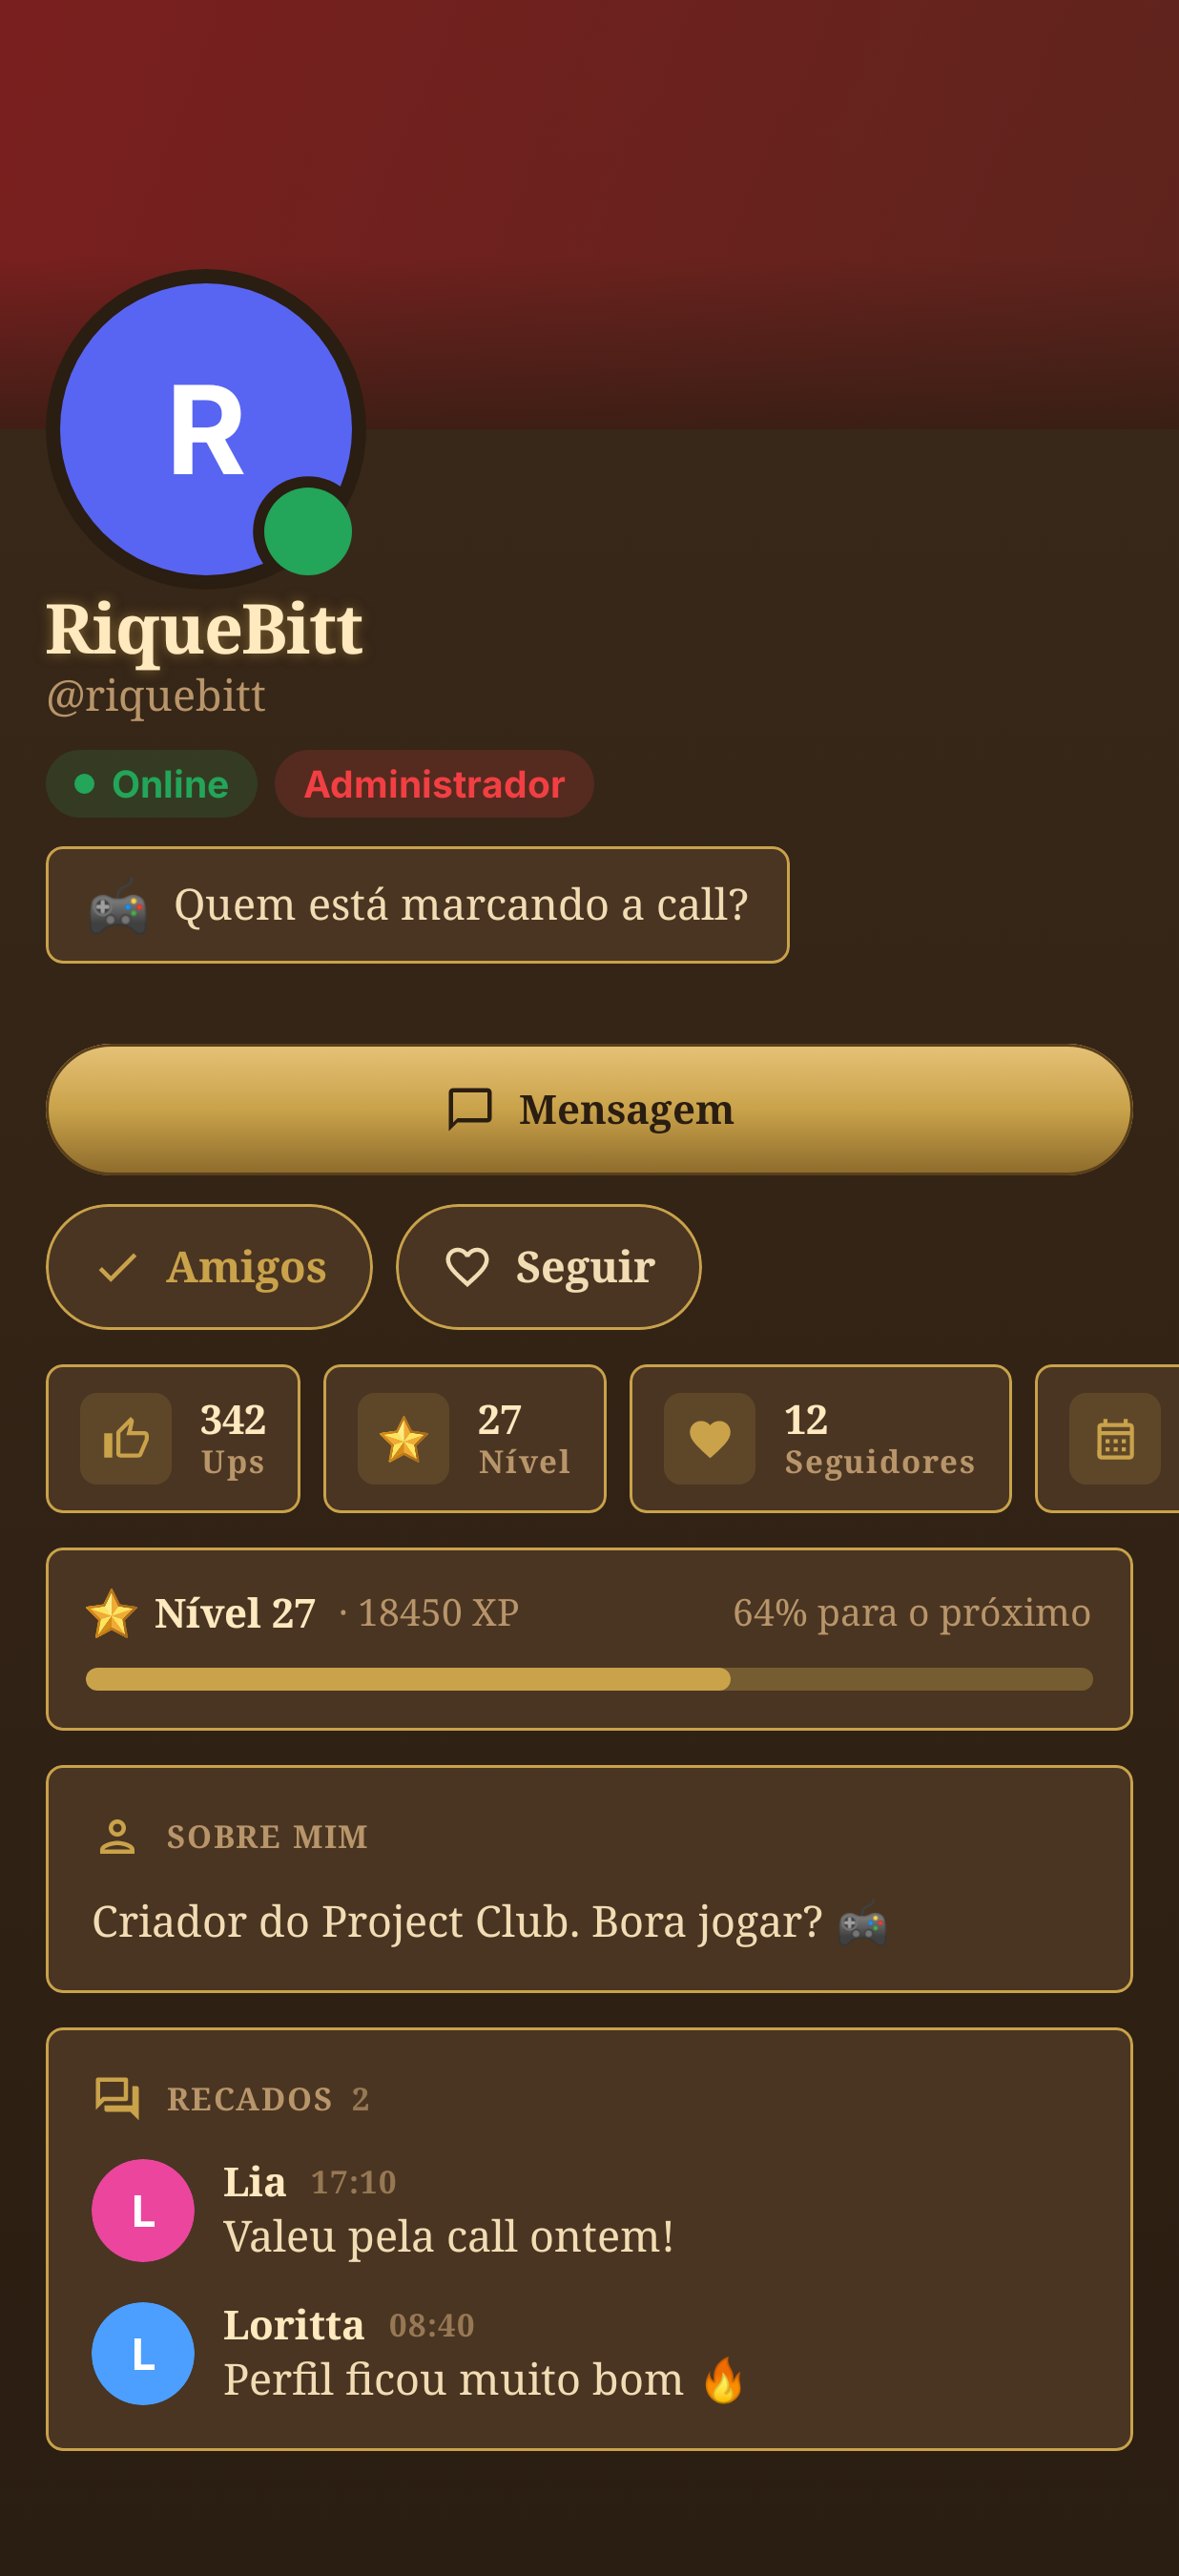 R
RiqueBitt
@riquebitt
Online Administrador
🎮 Quem está marcando a call?
Mensagem
Amigos Seguir
342 27 12
Ups Nível Seguidores
⭐ Nível 27 · 18450 XP 64% para o próximo
SOBRE MIM
Criador do Project Club. Bora jogar? 🎮
RECADOS 2
L
Lia 17:10
Valeu pela call ontem!
L
Loritta 08:40
Perfil ficou muito bom 🔥